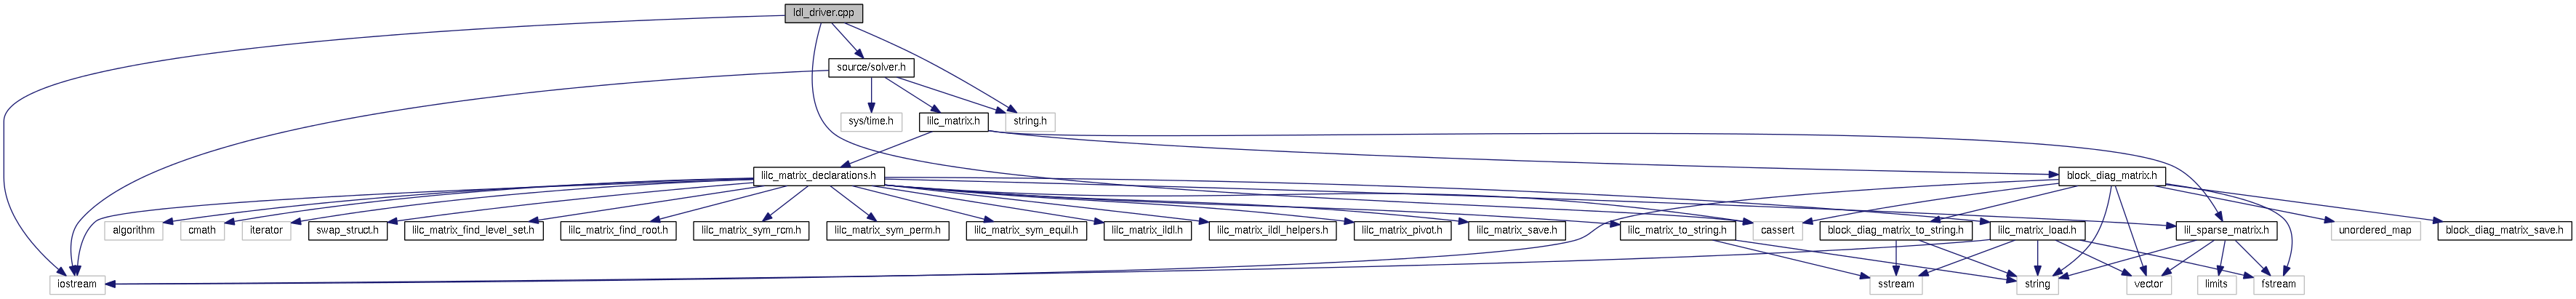 ldl_driver.cpp
source/solver.h
sys/time.h
lilc_matrix.h
string.h
lilc_matrix_declarations.h
block_diag_matrix.h
algorithm
cmath
iterator
swap_struct.h
lilc_matrix_find_level_set.h
lilc_matrix_find_root.h
lilc_matrix_sym_rcm.h
lilc_matrix_sym_perm.h
lilc_matrix_sym_equil.h
lilc_matrix_ildl.h
lilc_matrix_ildl_helpers.h
lilc_matrix_pivot.h
lilc_matrix_save.h
lilc_matrix_to_string.h
cassert
block_diag_matrix_to_string.h
lilc_matrix_load.h
lil_sparse_matrix.h
unordered_map
block_diag_matrix_save.h
iostream
sstream
string
vector
limits
fstream